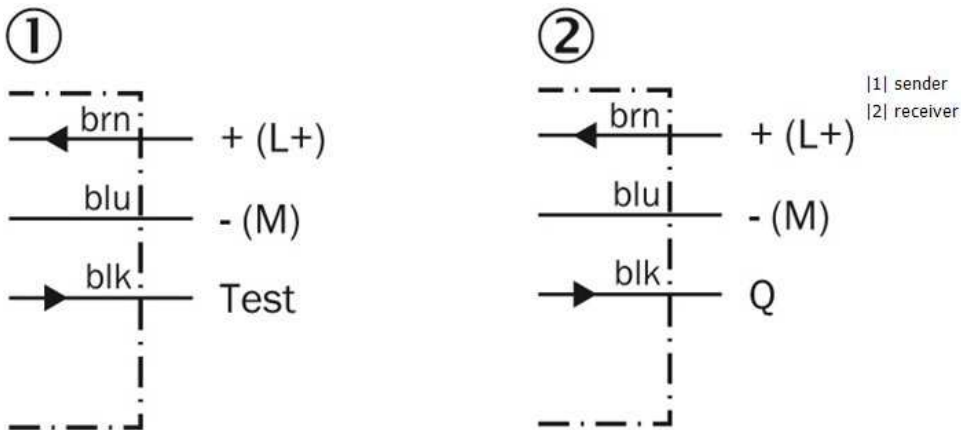 ①
brn + (L+)
blu - (M)
blk Test
②
brn + (L+)
blu - (M)
blk Q
|1| sender
|2| receiver